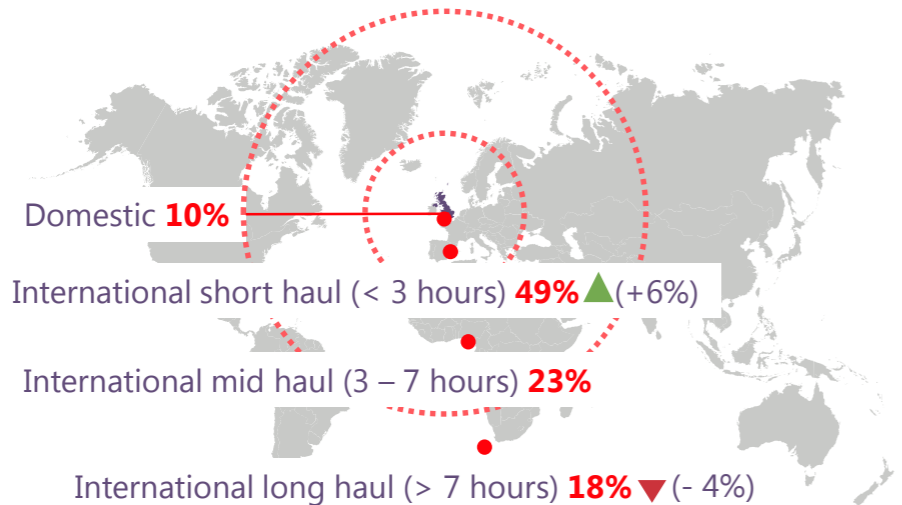 Domestic 10%
International short haul (< 3 hours) 49% (+6%)
International mid haul (3 – 7 hours) 23%
International long haul (> 7 hours) 18% (- 4%)